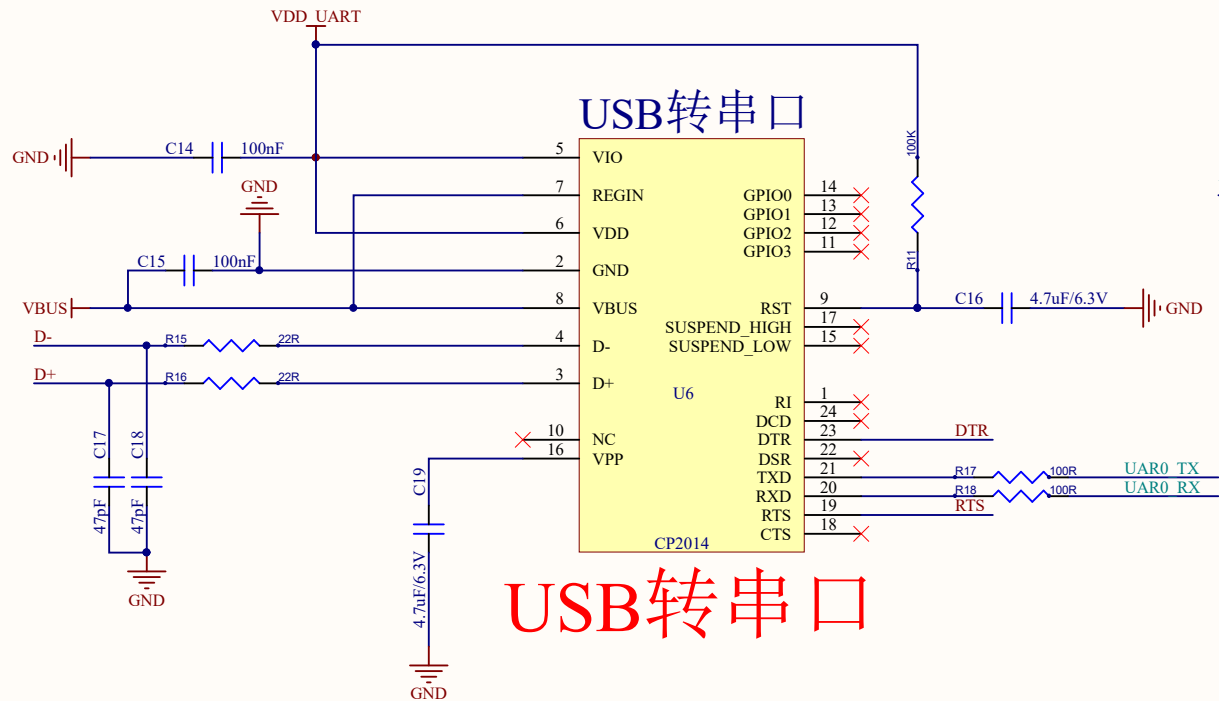 VDD_UART
USB转串口
GND
C14
100nF
5
VIO
GND
7
REGIN
6
VDD
C15
100nF
2
GND
VBUS
8
VBUS
D-
R15
22R
4
D-
D+
R16
22R
3
D+
10
NC
16
VPP
C17
47pF
C18
47pF
GND
C19
4.7uF/6.3V
GND
GPIO0
14
GPIO1
13
GPIO2
12
GPIO3
11
100K
R11
RST
9
C16
4.7uF/6.3V
GND
SUSPEND_HIGH
17
SUSPEND_LOW
15
U6
RI
1
DCD
24
DTR
23
DTR
DSR
22
TXD
21
R17
100R
UAR0_TX
RXD
20
R18
100R
UAR0_RX
RTS
19
RTS
CTS
18
CP2014
USB转串口